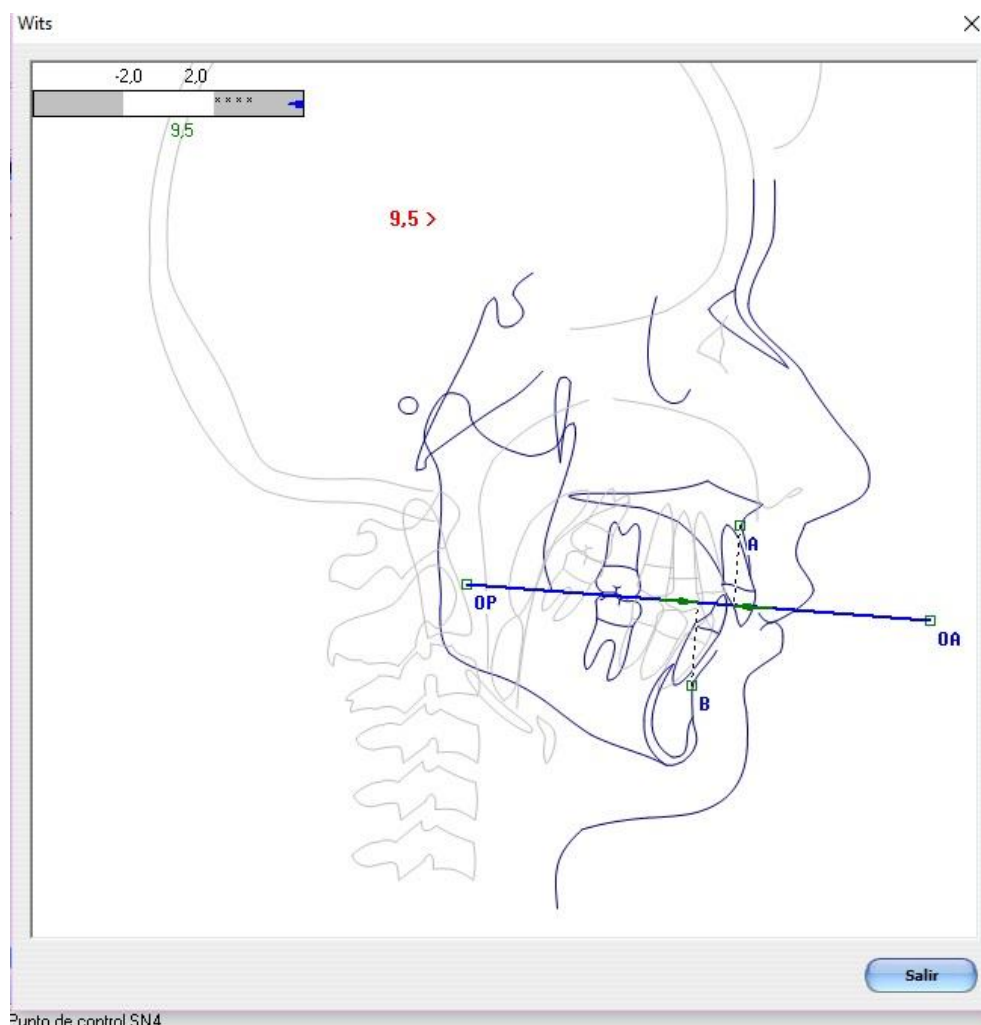 Wits
-2,0 2,0
× × × ×
9,5
9,5 >
A
OP
OA
B
Salir
Punto de control SN4